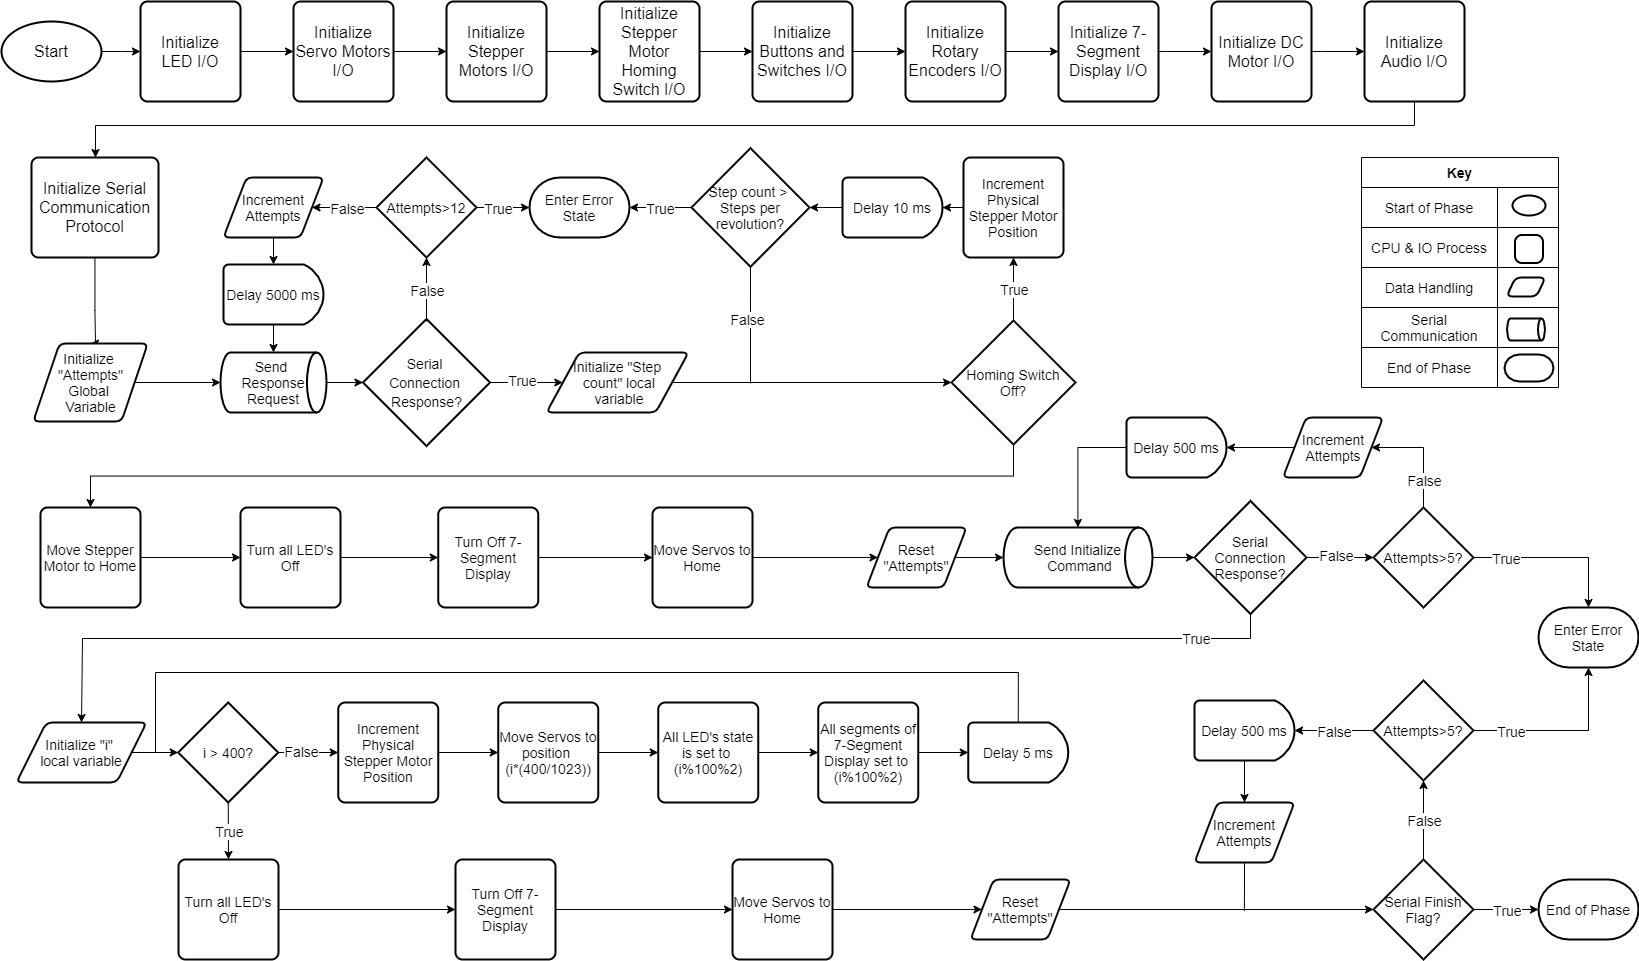 Start
Initialize
LED I/O
Initialize
Servo Motors
I/O
Initialize
Stepper
Motors I/O
Initialize
Stepper
Motor
Homing
Switch I/O
Initialize
Buttons and
Switches I/O
Initialize
Rotary
Encoders I/O
Initialize 7-
Segment
Display I/O
Initialize DC
Motor I/O
Initialize
Audio I/O
Initialize Serial
Communication
Protocol
Increment
Attempts
False
Attempts>12
True
Enter Error
State
True
Step count >
Steps per
revolution?
Delay 10 ms
Increment
Physical
Stepper Motor
Position
Key
Start of Phase
CPU & IO Process
Data Handling
Serial
Communication
End of Phase
Delay 5000 ms
False
False
True
Initialize
"Attempts"
Global
Variable
Send
Response
Request
Serial
Connection
Response?
True
Initialize "Step
count" local
variable
Homing Switch
Off?
Delay 500 ms
Increment
Attempts
False
Move Stepper
Motor to Home
Turn all LED's
Off
Turn Off 7-
Segment
Display
Move Servos to
Home
Reset
"Attempts"
Send Initialize
Command
Serial
Connection
Response?
False
Attempts>5?
True
Enter Error
State
True
Initialize "i"
local variable
i > 400?
False
Increment
Physical
Stepper Motor
Position
Move Servos to
position
(i*(400/1023))
All LED's state
is set to
(i%100%2)
All segments of
7-Segment
Display set to
(i%100%2)
Delay 5 ms
Delay 500 ms
False
Attempts>5?
True
True
Increment
Attempts
False
Turn all LED's
Off
Turn Off 7-
Segment
Display
Move Servos to
Home
Reset
"Attempts"
Serial Finish
Flag?
True
End of Phase